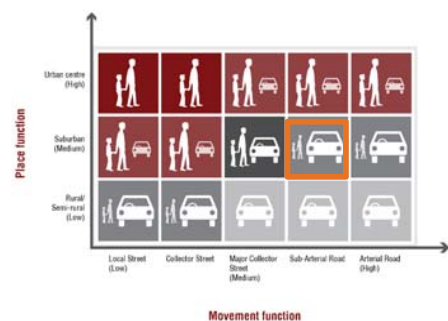 Place function
Urban centre
(High)
Suburban
(Medium)
Rural/
Semi-rural
(Low)
Local Street
(Low)
Collector Street
Major Collector
Street
(Medium)
Sub-Arterial Road
Arterial Road
(High)
Movement function